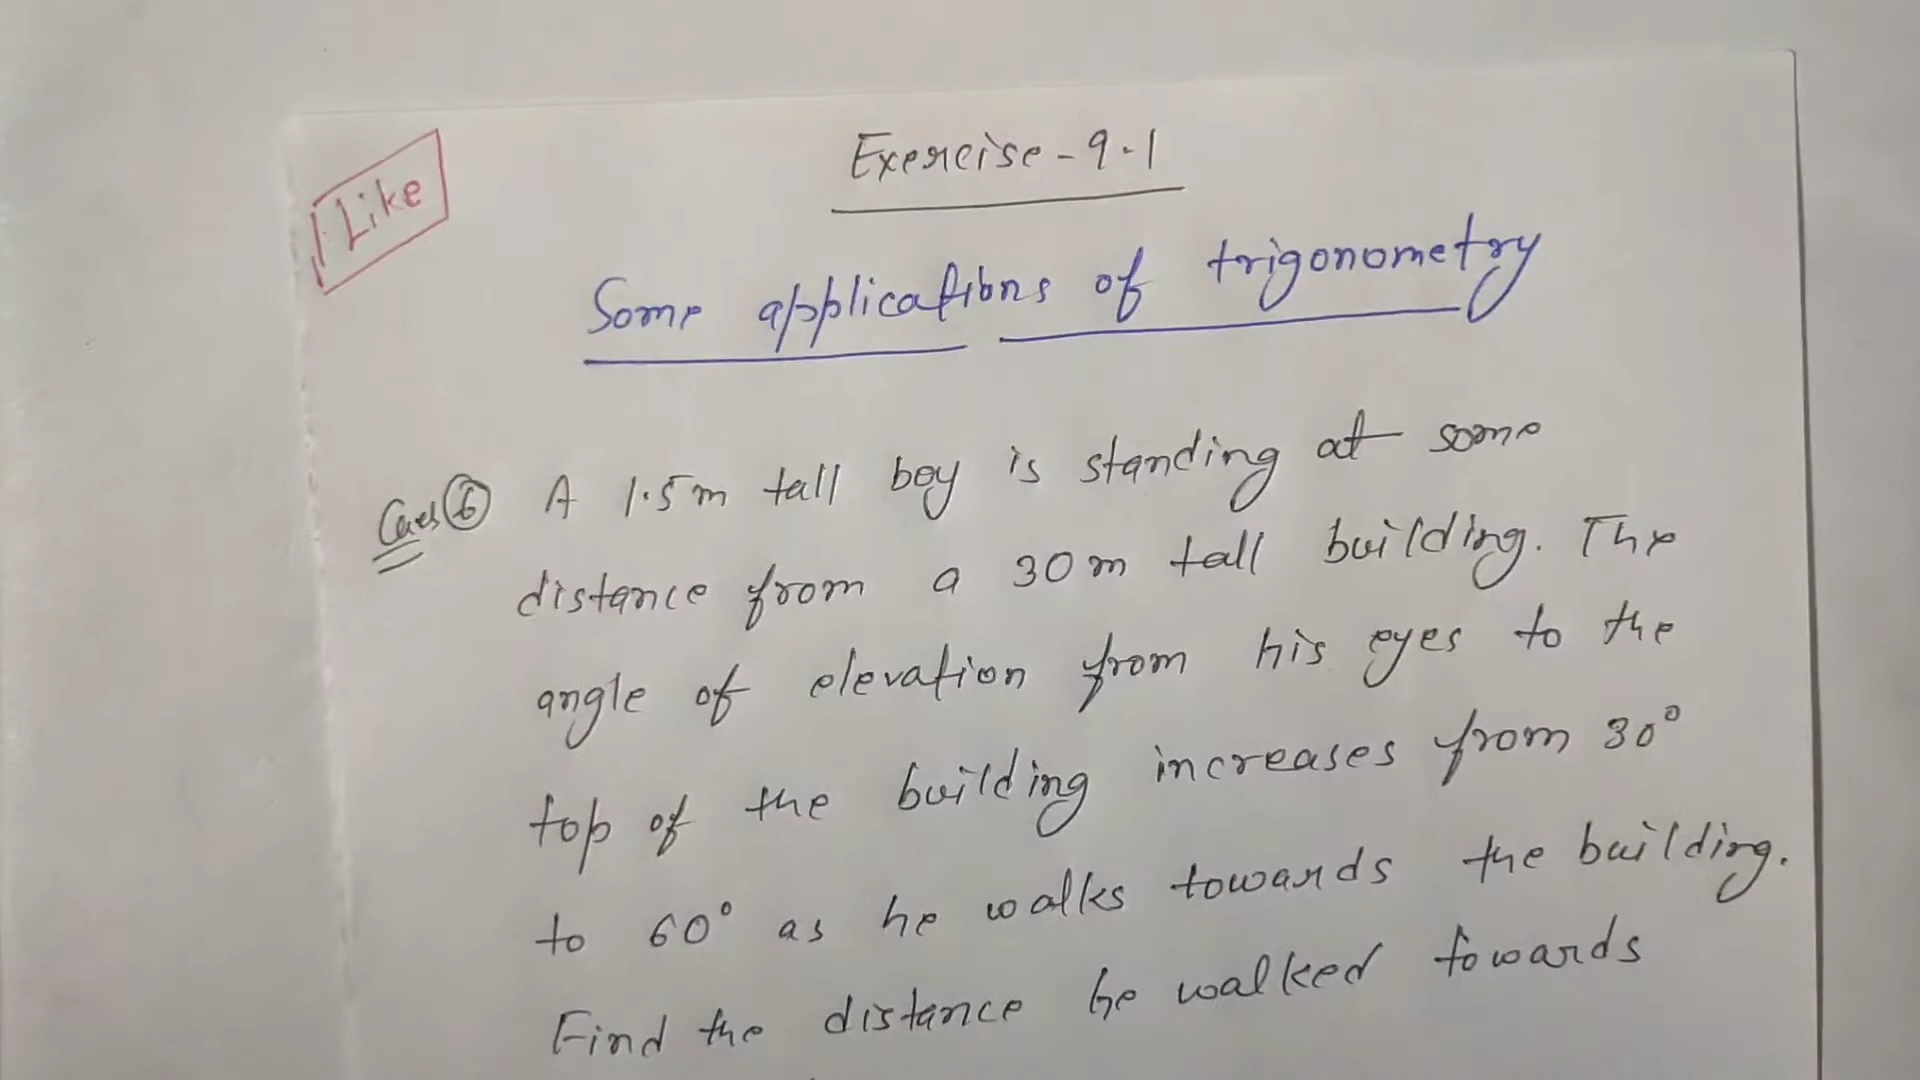 Like
Exercise-9.1
Some applications of trigonometry
Ques 6 A 1.5m tall boy is standing at some
distance from a 30m tall building. The
angle of elevation from his eyes to the
top of the building increases from 30°
to 60° as he walks towards the building.
Find the distance he walked towards